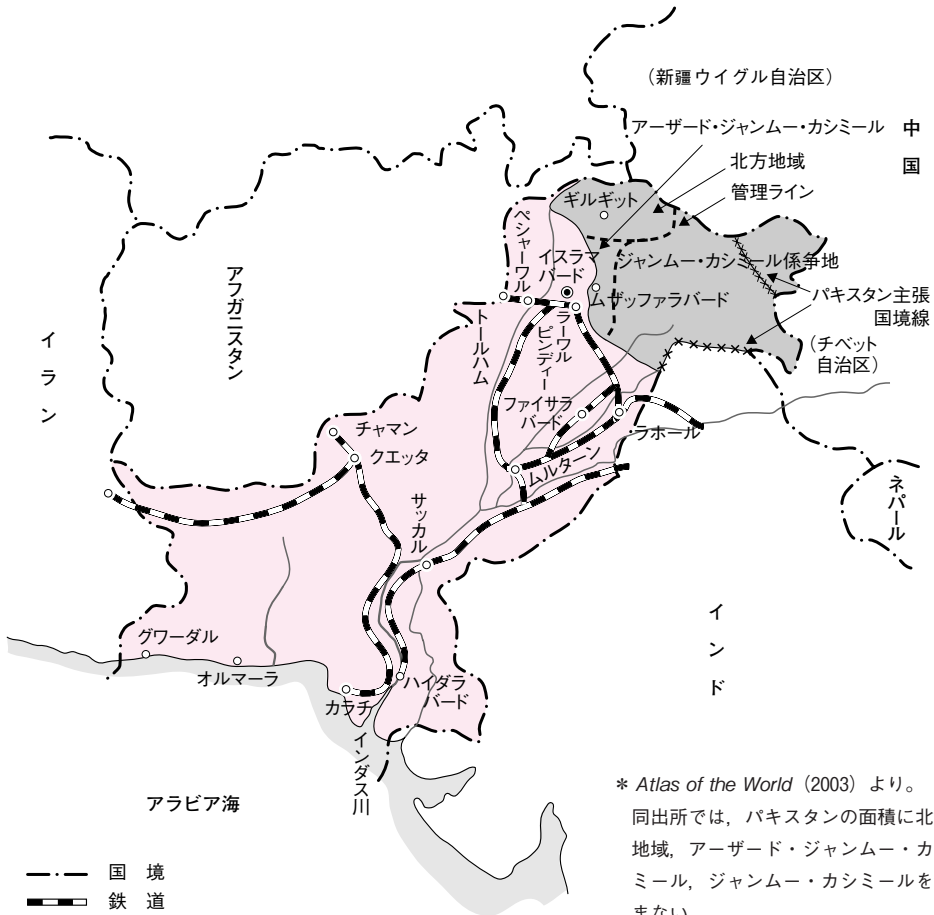 (新疆ウイグル自治区)
アーザード・ジャンムー・カシミール
中国
北方地域
管理ライン
ギルギット
ペシャーワル
イスラマ
バード
ジャンムー・カシミール係争地
ムザッファラバード
パキスタン主張
国境線
(チベット
自治区)
アフガニスタン
イラン
トールハム
ラーワル
ピンディー
ファイサラ
バード
ラホール
チャマン
クエッタ
ムルターン
サッカル
ネパール
インド
グワーダル
オルマーラ
カラチ
ハイダラ
バード
インダス川
アラビア海
国 境
鉄 道
* Atlas of the World (2003) より。
同出所では,パキスタンの面積に北
地域,アーザード・ジャンムー・カ
ミール,ジャンムー・カシミールを
まない